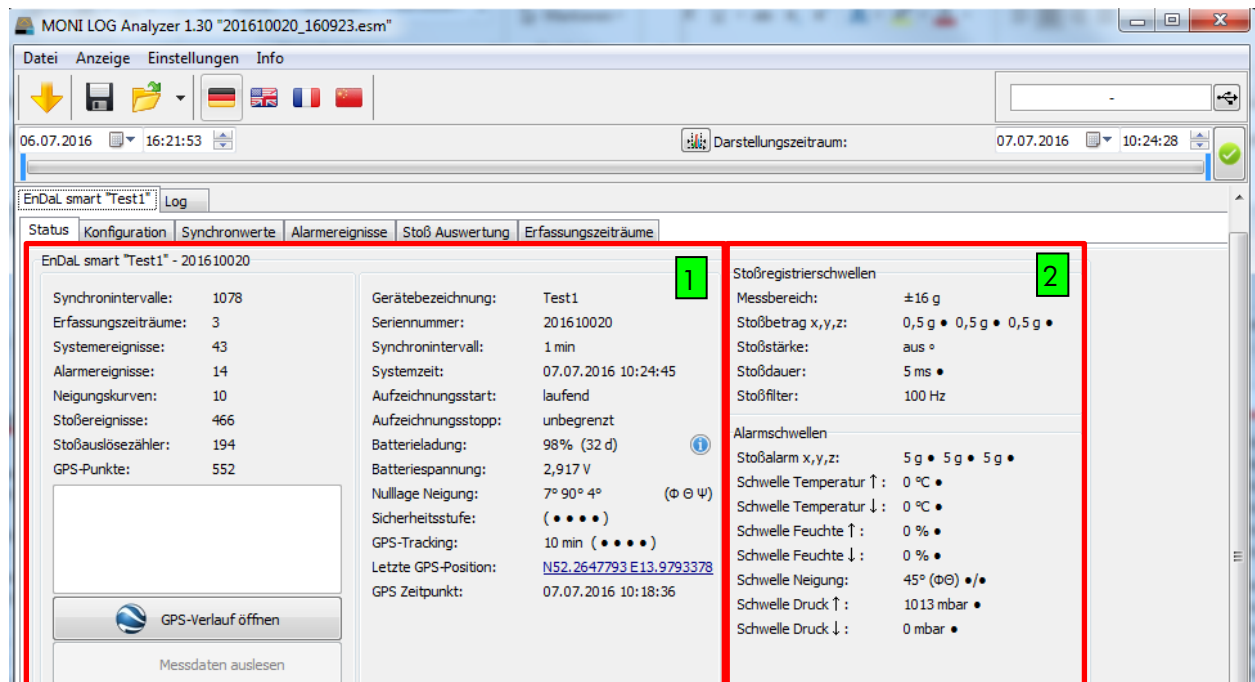 MONI LOG Analyzer 1.30 "201610020_160923.esm"
Datei Anzeige Einstellungen Info
-
06.07.2016 16:21:53 Darstellungszeitraum: 07.07.2016 10:24:28
EnDaL smart "Test1" Log
Status Konfiguration Synchronwerte Alarmereignisse Stoß Auswertung Erfassungszeiträume
EnDaL smart "Test1" - 201610020
1
Synchronintervalle: 1078
Erfassungszeiträume: 3
Systemereignisse: 43
Alarmereignisse: 14
Neigungskurven: 10
Stoßereignisse: 466
Stoßauslösezähler: 194
GPS-Punkte: 552
GPS-Verlauf öffnen
Messdaten auslesen
Gerätebezeichnung: Test1
Seriennummer: 201610020
Synchronintervall: 1 min
Systemzeit: 07.07.2016 10:24:45
Aufzeichnungsstart: laufend
Aufzeichnungsstopp: unbegrenzt
Batterieladung: 98% (32 d)
Batteriespannung: 2,917 V
Nulllage Neigung: 7° 90° 4° (Φ Θ Ψ)
Sicherheitsstufe: (● ● ● ●)
GPS-Tracking: 10 min (● ● ● ●)
Letzte GPS-Position: N52.2647793 E13.9793378
GPS Zeitpunkt: 07.07.2016 10:18:36
2
Stoßregistrierschwellen
Messbereich: ±16 g
Stoßbetrag x,y,z: 0,5 g ● 0,5 g ● 0,5 g ●
Stoßstärke: aus ∘
Stoßdauer: 5 ms ●
Stoßfilter: 100 Hz
Alarmschwellen
Stoßalarm x,y,z: 5 g ● 5 g ● 5 g ●
Schwelle Temperatur ↑: 0 °C ●
Schwelle Temperatur ↓: 0 °C ●
Schwelle Feuchte ↑: 0 % ●
Schwelle Feuchte ↓: 0 % ●
Schwelle Neigung: 45° (ΦΘ) ●/●
Schwelle Druck ↑: 1013 mbar ●
Schwelle Druck ↓: 0 mbar ●